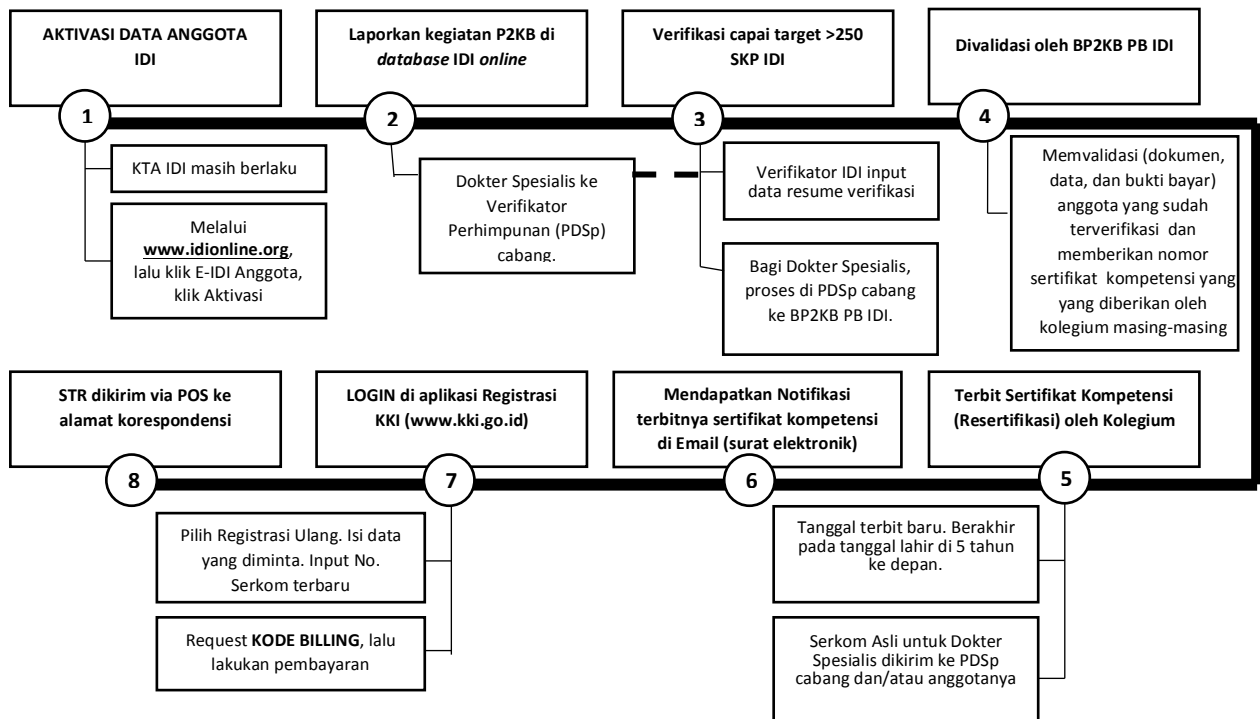 AKTIVASI DATA ANGGOTA
IDI
1
KTA IDI masih berlaku
Melalui
www.idionline.org,
lalu klik E-IDI Anggota,
klik Aktivasi
Laporkan kegiatan P2KB di
database IDI online
2
Dokter Spesialis ke
Verifikator
Perhimpunan (PDSp)
cabang.
Verifikasi capai target >250
SKP IDI
3
Verifikator IDI input
data resume verifikasi
Bagi Dokter Spesialis,
proses di PDSp cabang
ke BP2KB PB IDI.
Divalidasi oleh BP2KB PB IDI
4
Memvalidasi (dokumen,
data, dan bukti bayar)
anggota yang sudah
terverifikasi dan
memberikan nomor
sertifikat kompetensi yang
yang diberikan oleh
kolegium masing-masing
Terbit Sertifikat Kompetensi
(Resertifikasi) oleh Kolegium
5
Tanggal terbit baru. Berakhir
pada tanggal lahir di 5 tahun
ke depan.
Serkom Asli untuk Dokter
Spesialis dikirim ke PDSp
cabang dan/atau anggotanya
Mendapatkan Notifikasi
terbitnya sertifikat kompetensi
di Email (surat elektronik)
6
LOGIN di aplikasi Registrasi
KKI (www.kki.go.id)
7
Pilih Registrasi Ulang. Isi data
yang diminta. Input No.
Serkom terbaru
Request KODE BILLING, lalu
lakukan pembayaran
STR dikirim via POS ke
alamat korespondensi
8